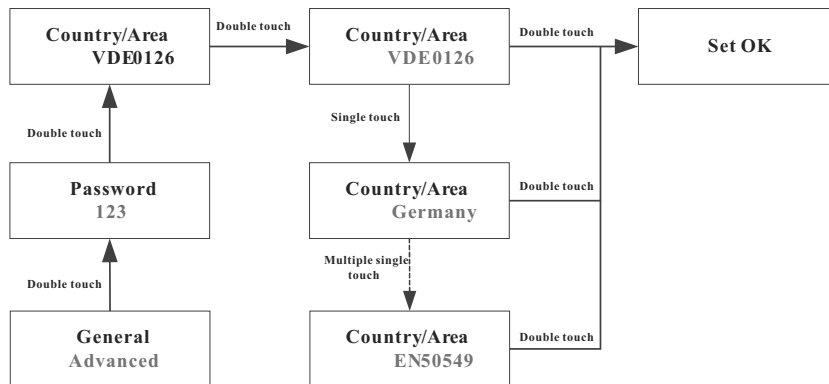 Double touch
Country/Area
VDE0126
Country/Area
VDE0126
Double touch
Set OK
Double touch
Single touch
Password
123
Country/Area
Germany
Double touch
Double touch
Multiple single
touch
General
Advanced
Country/Area
EN50549
Double touch